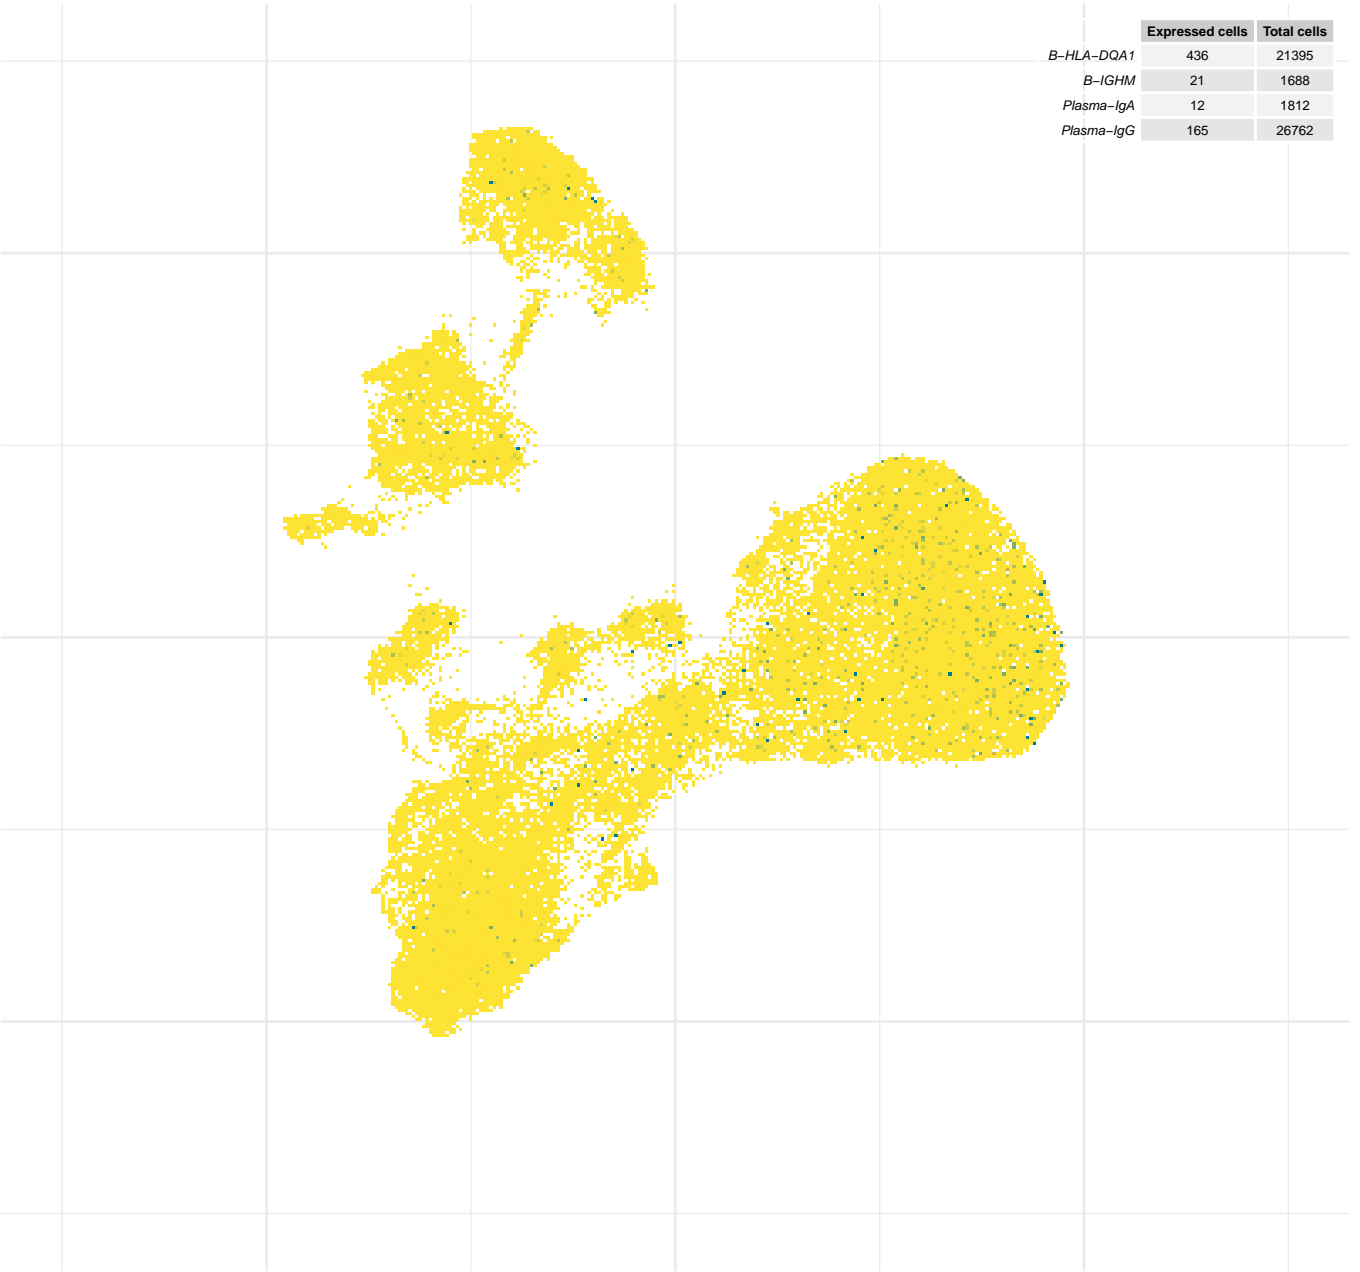 Expressed cells Total cells
B−HLA−DQA1 436 21395
B−IGHM 21 1688
Plasma−IgA 12 1812
Plasma−IgG 165 26762